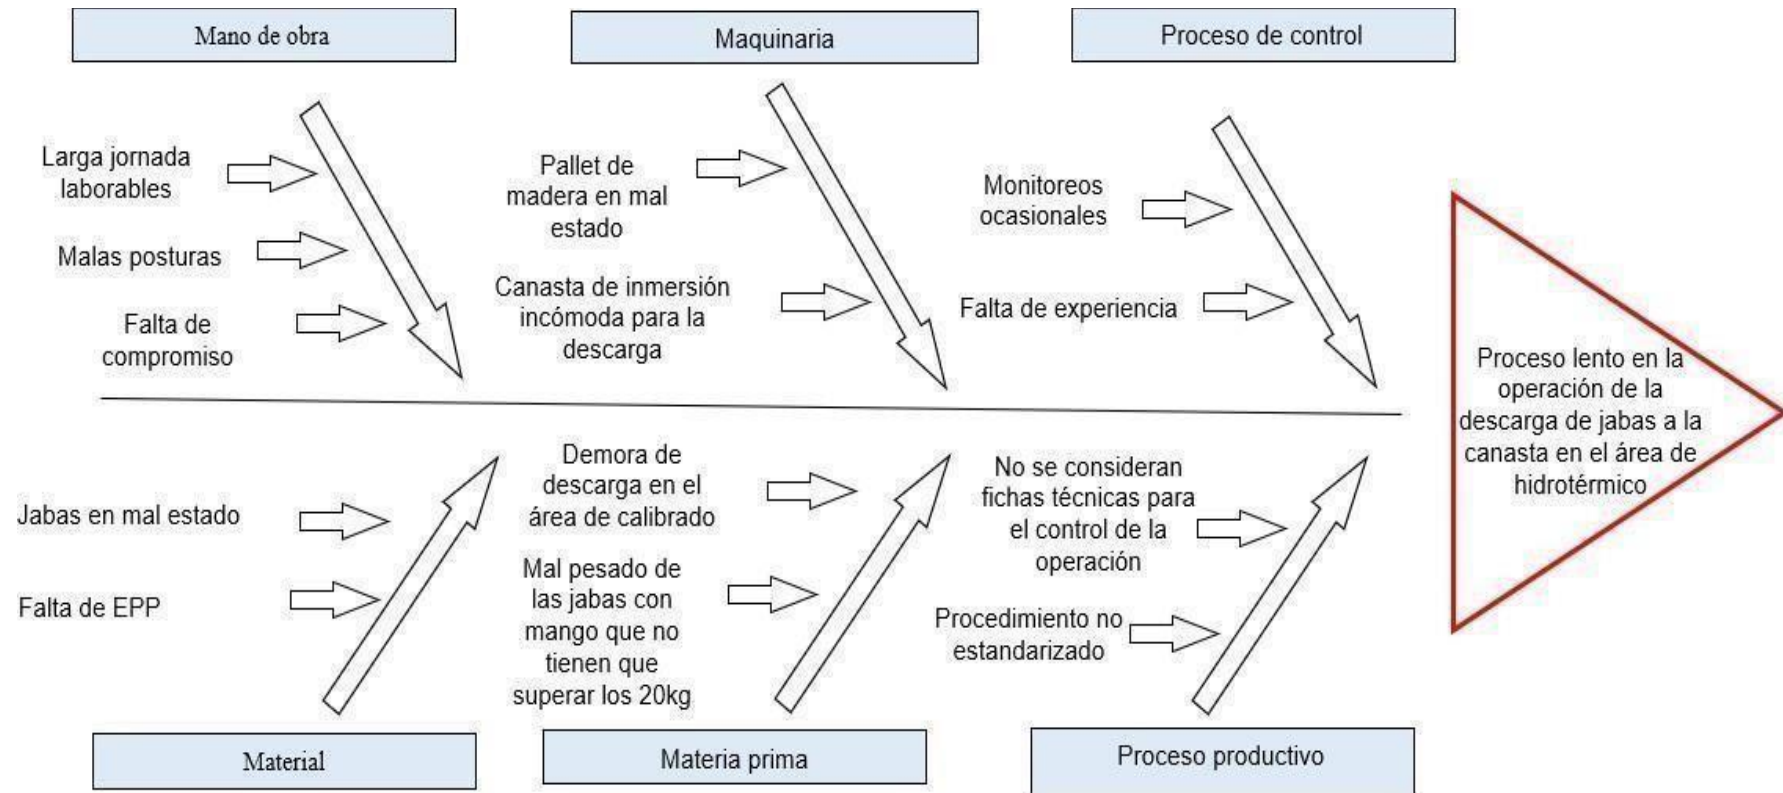 Mano de obra
Maquinaria
Proceso de control
Larga jornada
laborables
Malas posturas
Falta de
compromiso
Pallet de
madera en mal
estado
Canasta de inmersión
incómoda para la
descarga
Monitoreos
ocasionales
Falta de experiencia
Proceso lento en la
operación de la
descarga de jabas a la
canasta en el área de
hidrotérmico
Jabas en mal estado
Falta de EPP
Demora de
descarga en el
área de calibrado
Mal pesado de
las jabas con
mango que no
tienen que
superar los 20kg
No se consideran
fichas técnicas para
el control de la
operación
Procedimiento no
estandarizado
Material
Materia prima
Proceso productivo